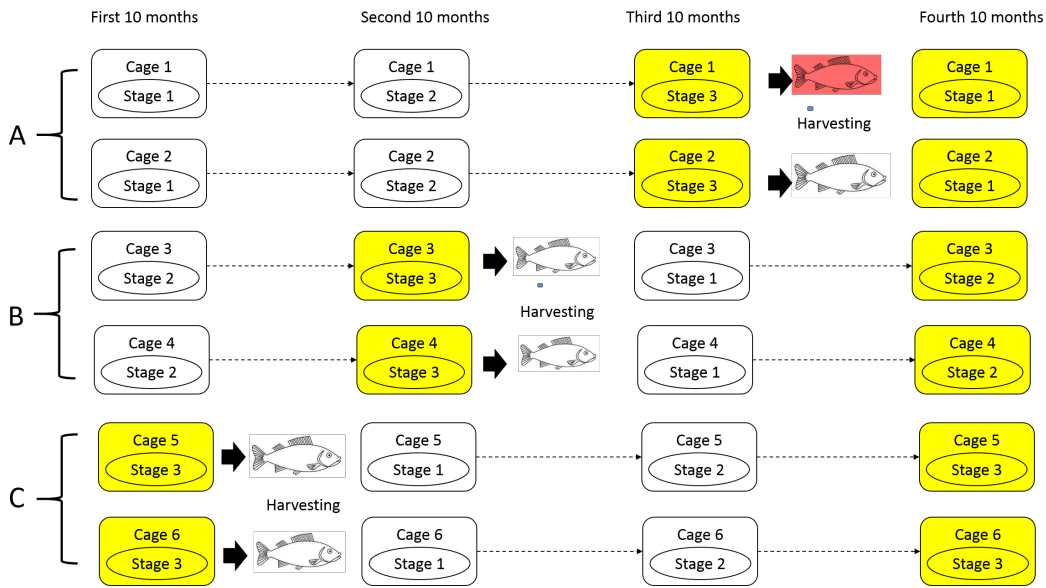 First 10 months
Second 10 months
Third 10 months
Fourth 10 months
A
Cage 1
Stage 1
Cage 1
Stage 2
Cage 1
Stage 3
Cage 1
Stage 1
Harvesting
Cage 2
Stage 1
Cage 2
Stage 2
Cage 2
Stage 3
Cage 2
Stage 1
B
Cage 3
Stage 2
Cage 3
Stage 3
Cage 3
Stage 1
Cage 3
Stage 2
Harvesting
Cage 4
Stage 2
Cage 4
Stage 3
Cage 4
Stage 1
Cage 4
Stage 2
C
Cage 5
Stage 3
Cage 5
Stage 1
Cage 5
Stage 2
Cage 5
Stage 3
Harvesting
Cage 6
Stage 3
Cage 6
Stage 1
Cage 6
Stage 2
Cage 6
Stage 3